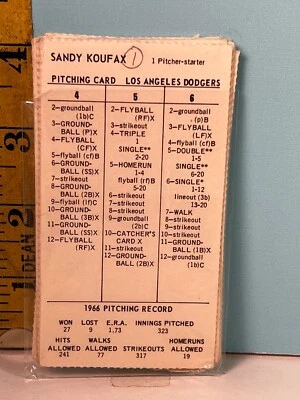 SANDY KOUFAX 1 1 Pitcher-starter
PITCHING CARD LOS ANGELES DODGERS
4
2-groundball
(1b)C
3-GROUND-
BALL (P)X
4-FLYBALL
(CF)X
5-flyball (cf)B
6-GROUND-
BALL (SS)X
7-strikeout
8-GROUND-
BALL (2B)X
9-flyball (lf)C
10-GROUND-
BALL (3B)X
11-GROUND-
BALL (SS)X
12-FLYBALL
(RF)X
5
2-FLYBALL
(RF)X
3-strikeout
4-TRIPLE
1
SINGLE**
2-20
5-HOMERUN
1-4
flyball (rf)B
5-20
6-strikeout
7-strikeout
8-strikeout
9-strikeout
10-CATCHER'S
CARD X
11-strikeout
12-GROUND-
BALL (2B)X
6
2-groundball
(p)B
3-FLYBALL
(LF)X
4-strikeout
5-DOUBLE**
1-5
SINGLE**
6-20
6-SINGLE*
1-12
lineout (3b)
13-20
7-WALK
8-strikeout
9-strikeout
10-strikeout
11-GROUND-
BALL (1B)X
12-groundball
(1b)C
1966 PITCHING RECORD
WON LOST E.R.A. INNINGS PITCHED
27 9 1.73 323
HITS WALKS HOMERUNS
ALLOWED ALLOWED STRIKEOUTS ALLOWED
241 77 317 19
DEAN
2